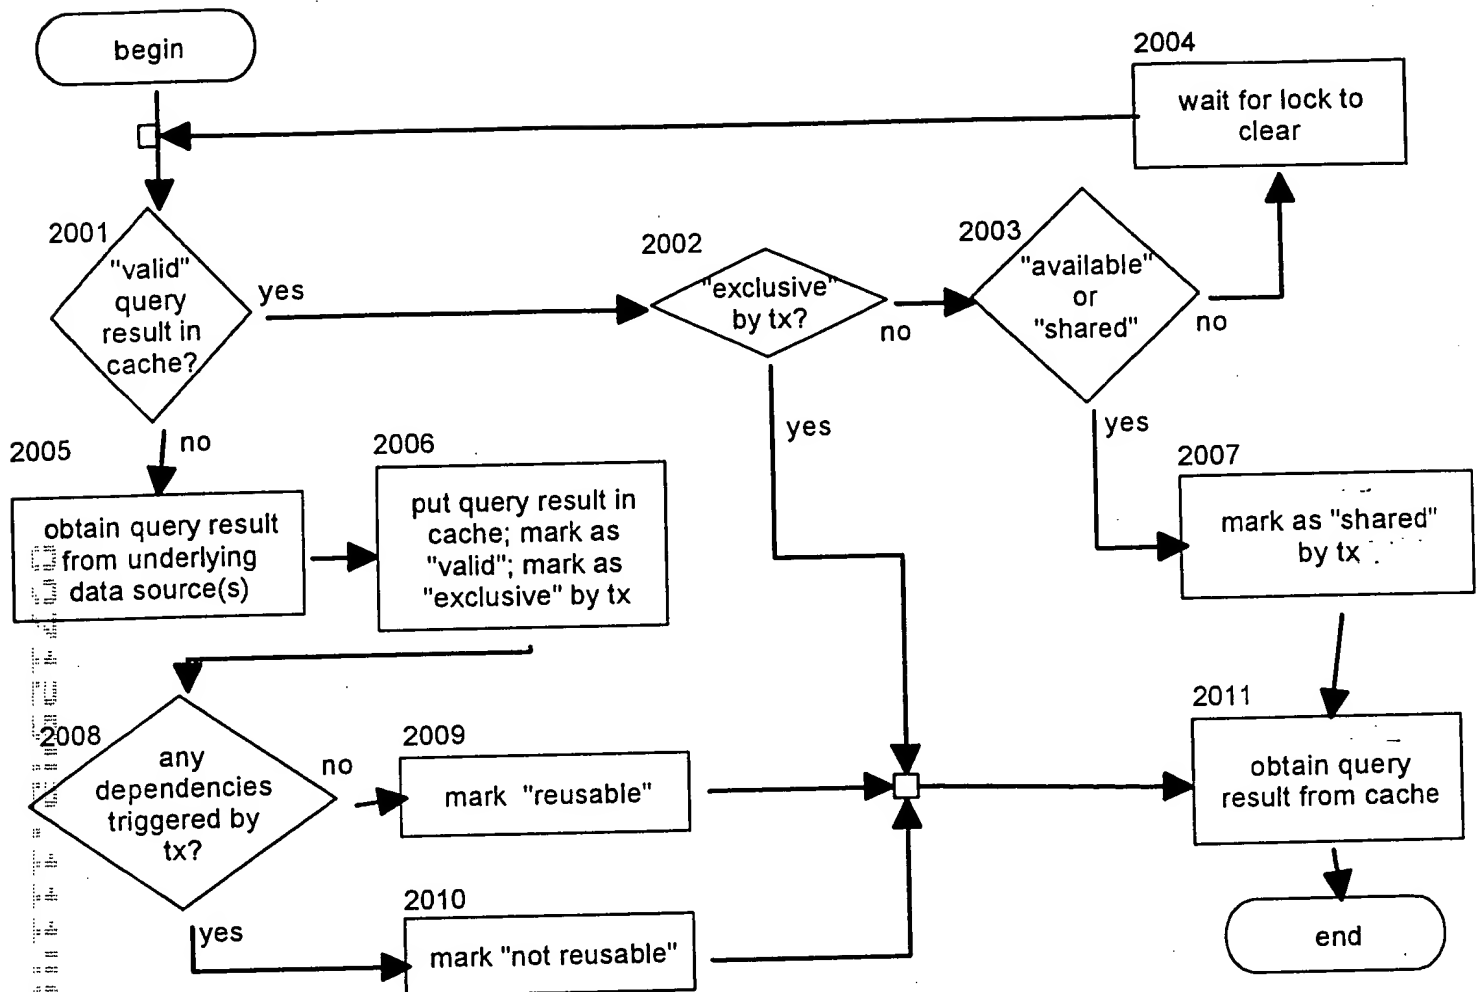 begin
2004
wait for lock to
clear
2001
"valid"
query
result in
cache?
yes
2002
"exclusive"
by tx?
no
2003
"available"
or
"shared"
no
yes
yes
no
2005
obtain query result
from underlying
data source(s)
2006
put query result in
cache; mark as
"valid"; mark as
"exclusive" by tx
2007
mark as "shared"
by tx
2008
any
dependencies
triggered by
tx?
no
2009
mark "reusable"
yes
2010
mark "not reusable"
2011
obtain query
result from cache
end